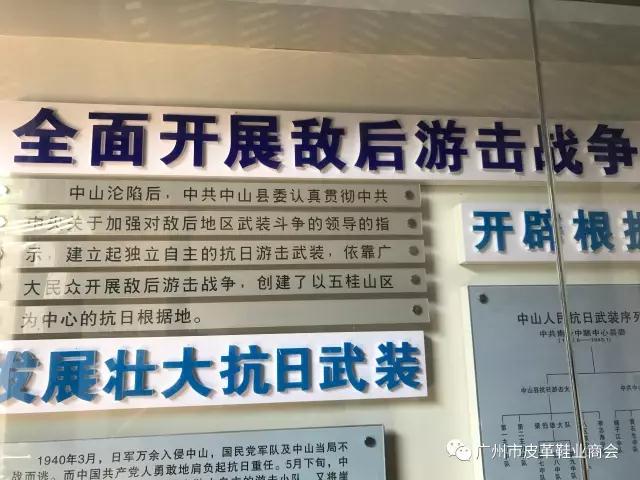 全面开展敌后游击战争
中山沦陷后，中共中山县委认真贯彻中共
中央关于加强对敌后地区武装斗争的领导的指
示，建立起独立自主的抗日游击武装，依靠广
大民众开展敌后游击战争，创建了以五桂山区
为中心的抗日根据地。
开辟根据
发展壮大抗日武装
中山人民抗日武装序列
中山县抗日游击大
1940年3月，日军万余入侵中山，国民党军队及中山当局不
战而逃。而中国共产党人勇敢地肩负起抗日重任。5月下旬，中
广州市皮革鞋业商会